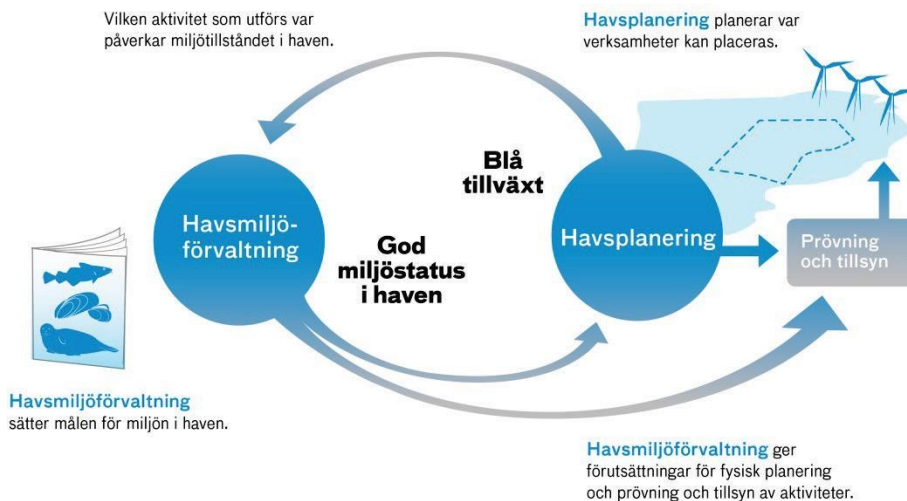 Vilken aktivitet som utförs var
påverkar miljötillståndet i haven.
Havsplanering planerar var
verksamheter kan placeras.
Blå
tillväxt
Havsmiljö-
förvaltning
God
miljöstatus
i haven
Havsplanering
Prövning
och tillsyn
Havsmiljöförvaltning
sätter målen för miljön i haven.
Havsmiljöförvaltning ger
förutsättningar för fysisk planering
och prövning och tillsyn av aktiviteter.